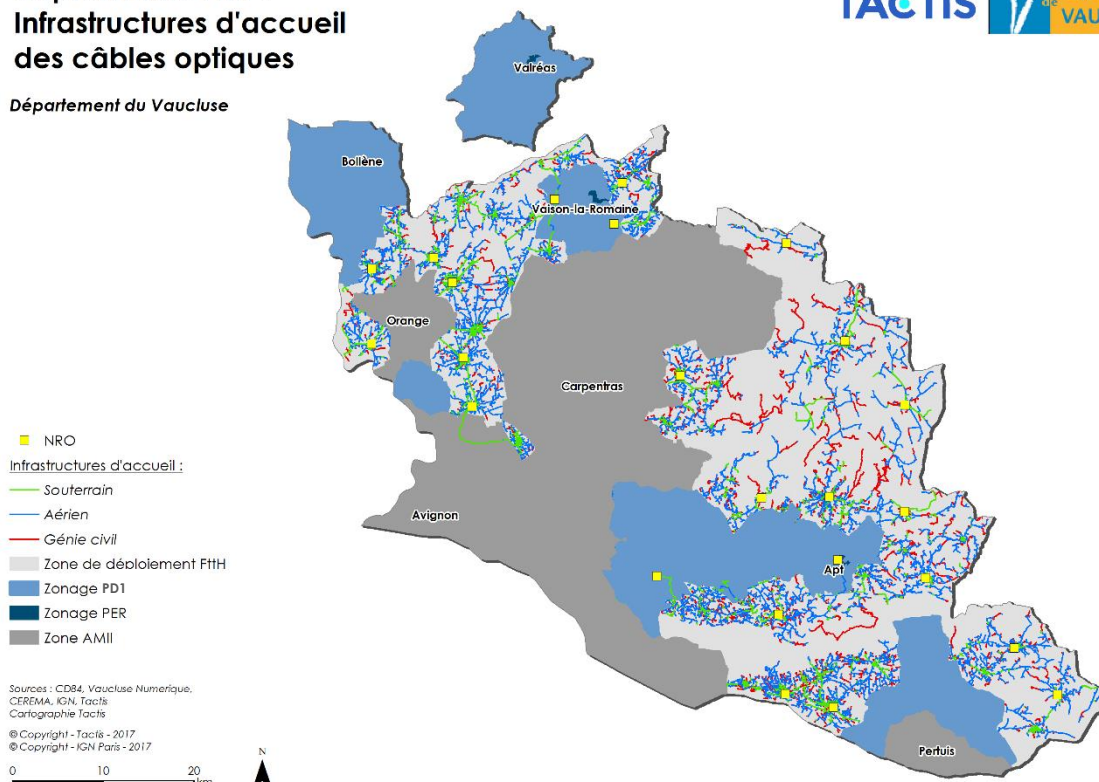 Infrastructures d'accueil
des câbles optiques
Département du Vaucluse
TACTIS
de
VAU
Valréas
Bollène
Vaison-la-Romaine
Orange
Carpentras
Avignon
Apt
Pertuis
NRO
Infrastructures d'accueil :
Souterrain
Aérien
Génie civil
Zone de déploiement FttH
Zonage PD1
Zonage PER
Zone AMII
Sources : CD84, Vaucluse Numerique,
CEREMA, IGN, Tactis
Cartographie Tactis
© Copyright - Tactis - 2017
© Copyright - IGN Paris - 2017
0 10 20
km
N